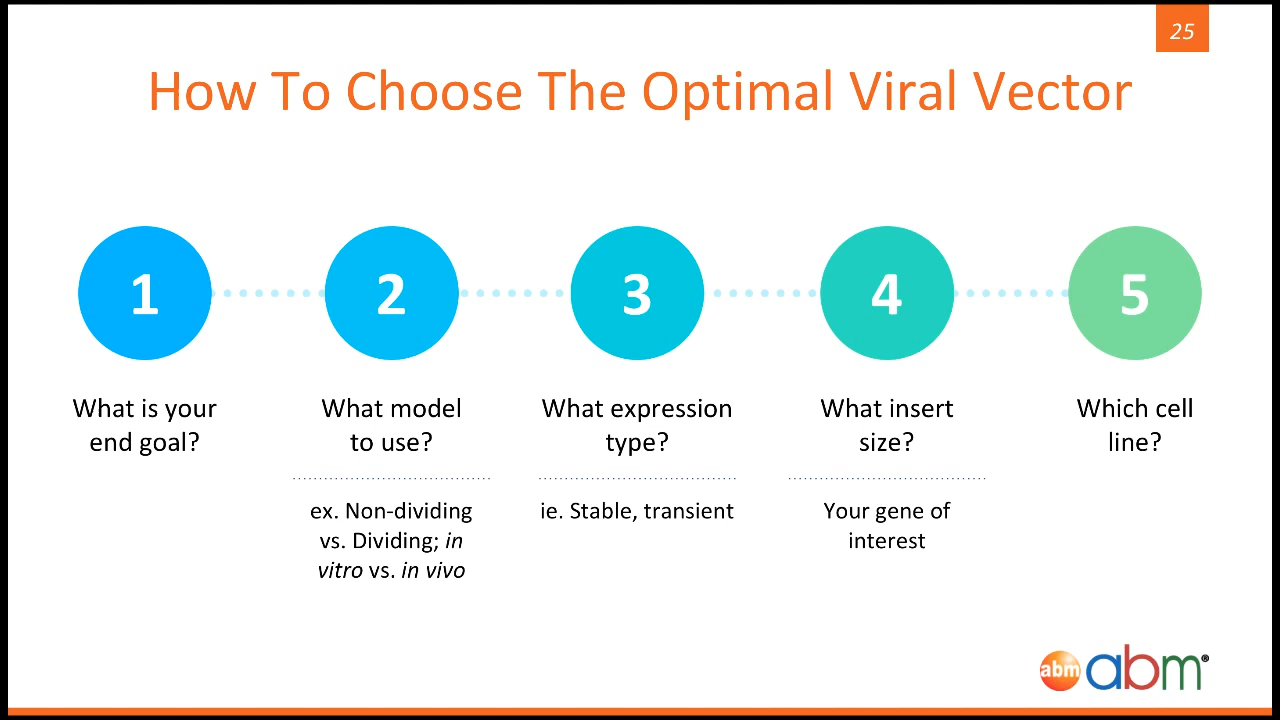 25
How To Choose The Optimal Viral Vector
1
2
3
4
5
What is your
end goal?
What model
to use?
ex. Non-dividing
vs. Dividing; in
vitro vs. in vivo
What expression
type?
ie. Stable, transient
What insert
size?
Your gene of
interest
Which cell
line?
abm abm®